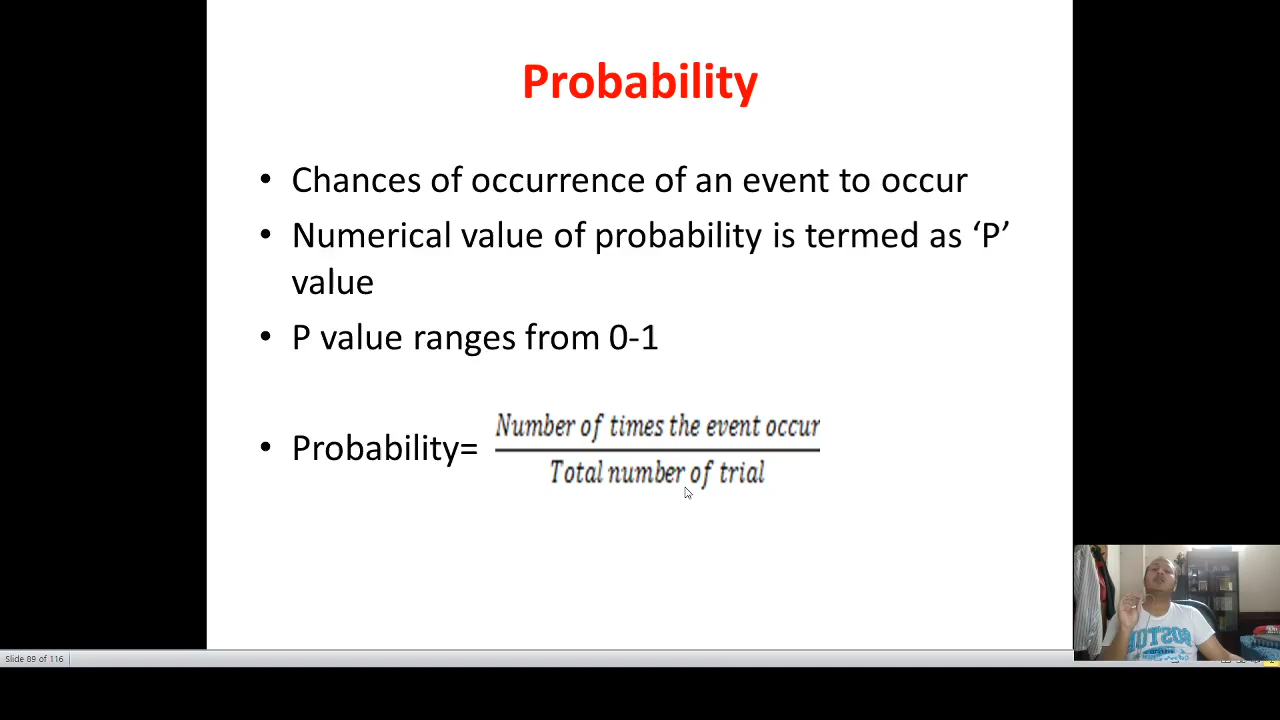 Probability
• Chances of occurrence of an event to occur
• Numerical value of probability is termed as ‘P’
value
• P value ranges from 0-1
• Probability=
Number of times the event occur
Total number of trial
Slide 89 of 116